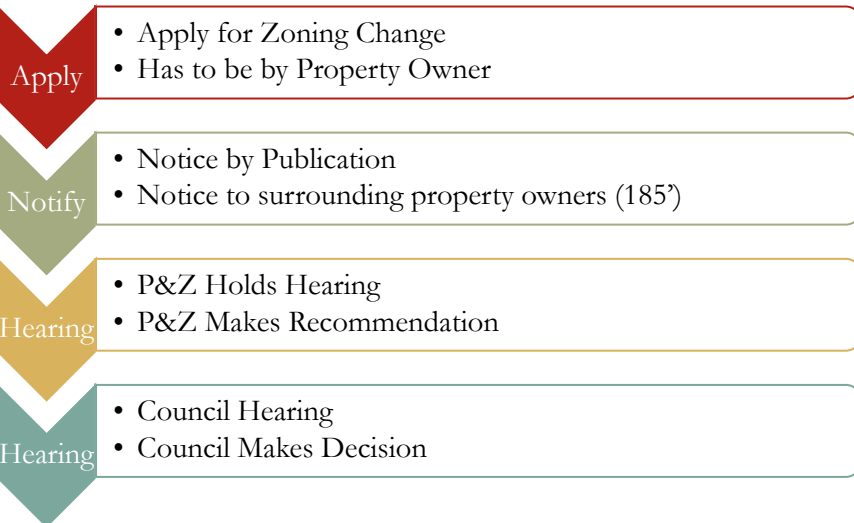 Apply
• Apply for Zoning Change
• Has to be by Property Owner
Notify
• Notice by Publication
• Notice to surrounding property owners (185’)
Hearing
• P&Z Holds Hearing
• P&Z Makes Recommendation
Hearing
• Council Hearing
• Council Makes Decision